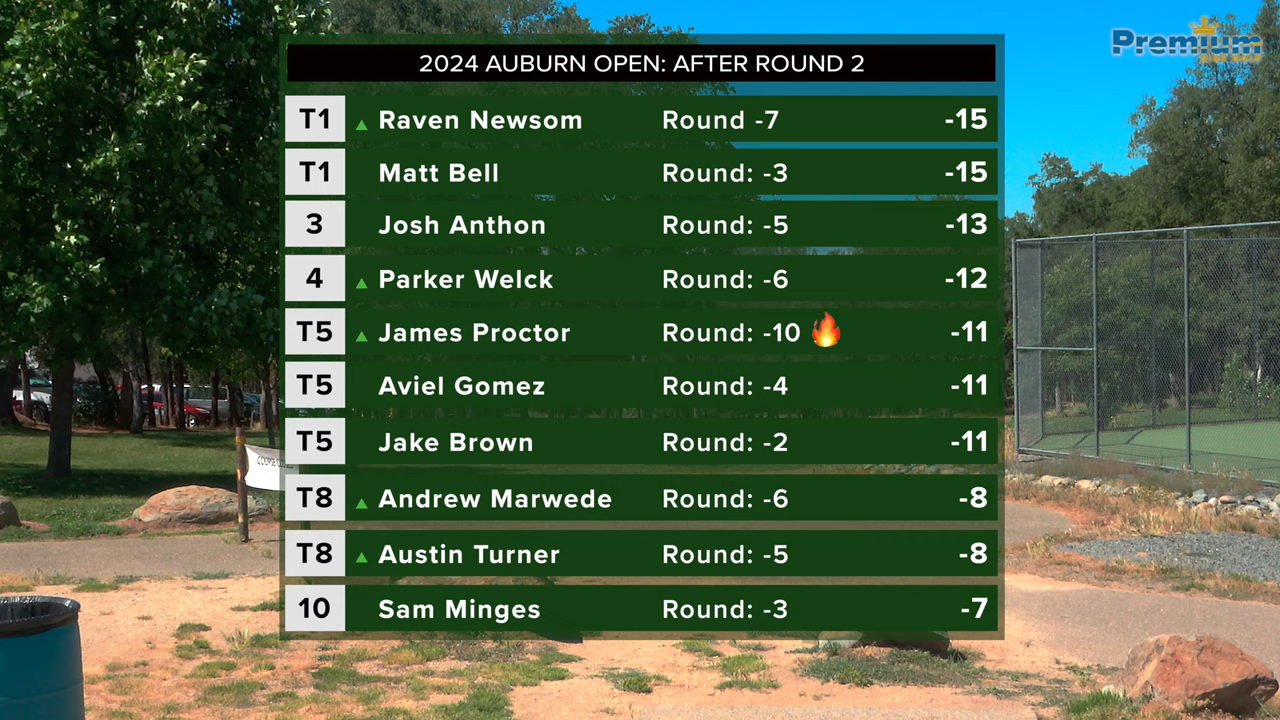 Premium
DISC GOLF
2024 AUBURN OPEN: AFTER ROUND 2
T1 Raven Newsom Round -7 -15
T1 Matt Bell Round: -3 -15
3 Josh Anthon Round: -5 -13
4 Parker Welck Round: -6 -12
T5 James Proctor Round: -10 🔥 -11
T5 Aviel Gomez Round: -4 -11
T5 Jake Brown Round: -2 -11
T8 Andrew Marwede Round: -6 -8
T8 Austin Turner Round: -5 -8
10 Sam Minges Round: -3 -7
COURSE